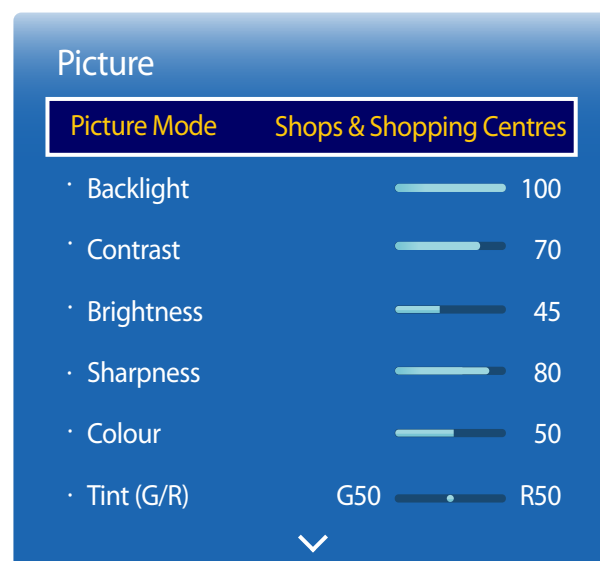 Picture
Picture Mode Shops & Shopping Centres
· Backlight 100
· Contrast 70
· Brightness 45
· Sharpness 80
· Colour 50
· Tint (G/R) G50 R50